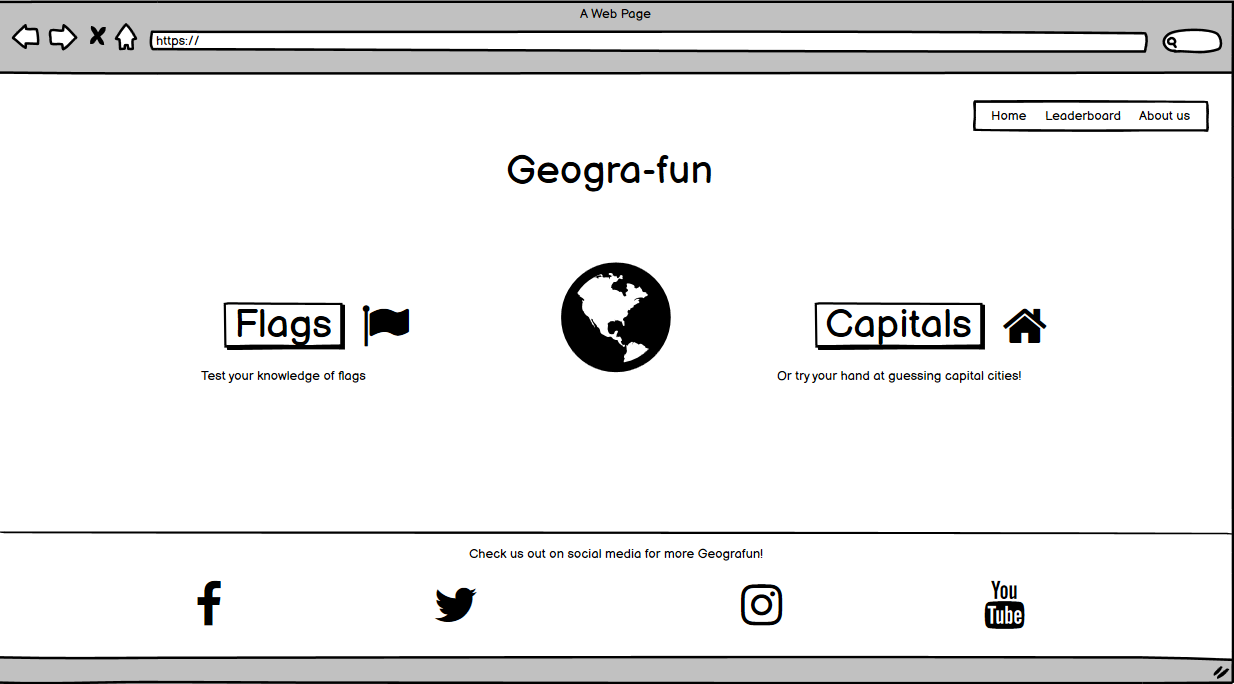 A Web Page
https://
Home Leaderboard About us
Geogra-fun
Flags Capitals
Test your knowledge of flags Or try your hand at guessing capital cities!
Check us out on social media for more Geografun!
You
Tube